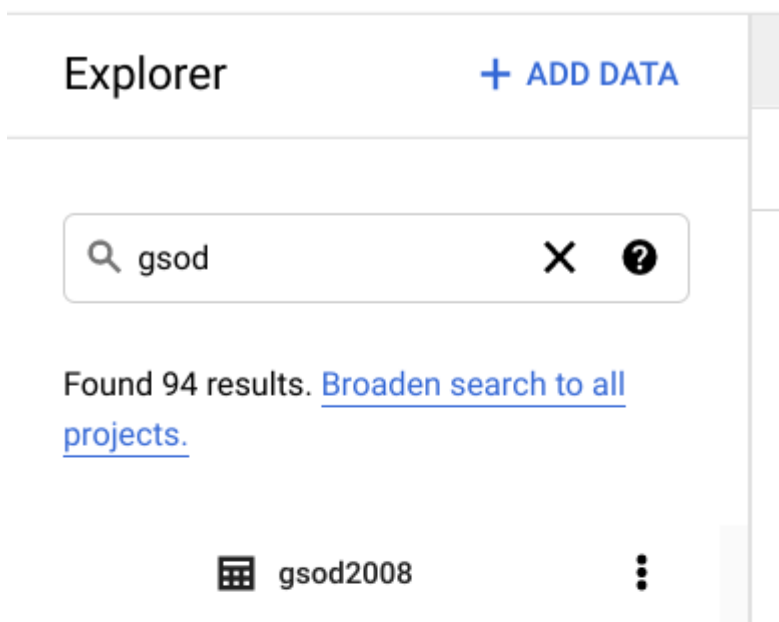 Explorer
+ ADD DATA
gsod
Found 94 results. Broaden search to all
projects.
gsod2008